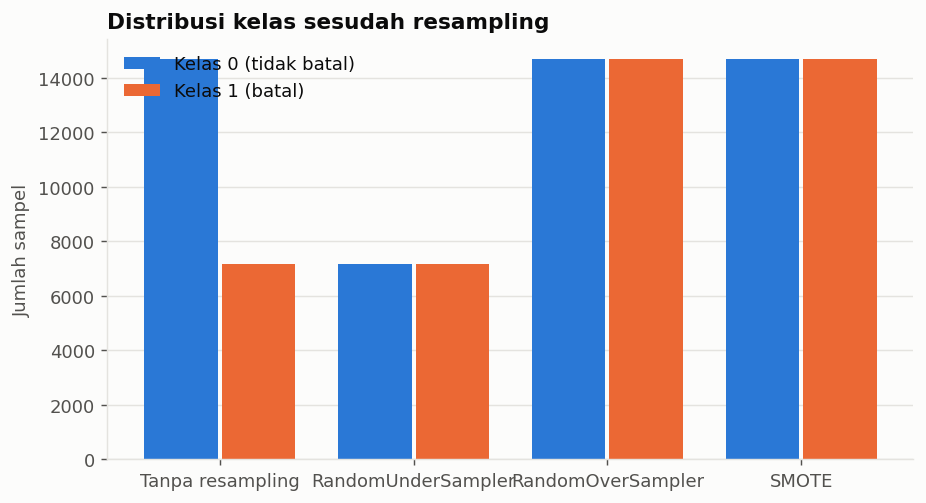 Distribusi kelas sesudah resampling
Kelas 0 (tidak batal)
Kelas 1 (batal)
Jumlah sampel
14000
12000
10000
8000
6000
4000
2000
0
Tanpa resampling RandomUnderSampler RandomOverSampler SMOTE